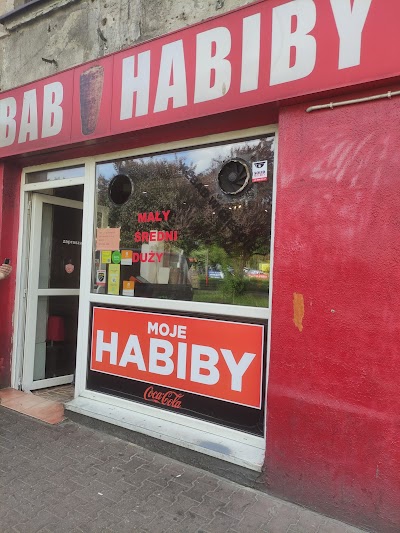 BAB HABIBY
MAŁY
ŚREDNI
DUŻY
MOJE
HABIBY
Coca-Cola